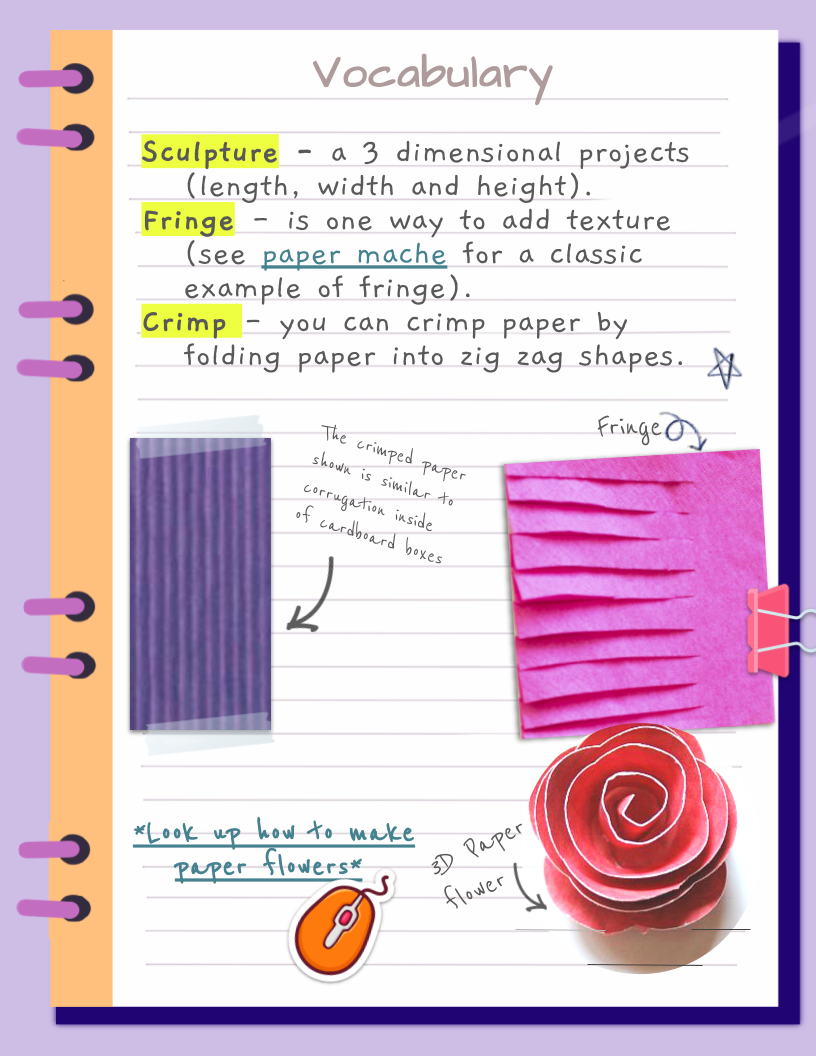 Vocabulary
Sculpture - a 3 dimensional projects
(length, width and height).
Fringe - is one way to add texture
(see paper mache for a classic
example of fringe).
Crimp - you can crimp paper by
folding paper into zig zag shapes.
Fringe
The crimped paper
shown is similar to
corrugation inside
of cardboard boxes
*Look up how to make
paper flowers*
3D Paper
flower